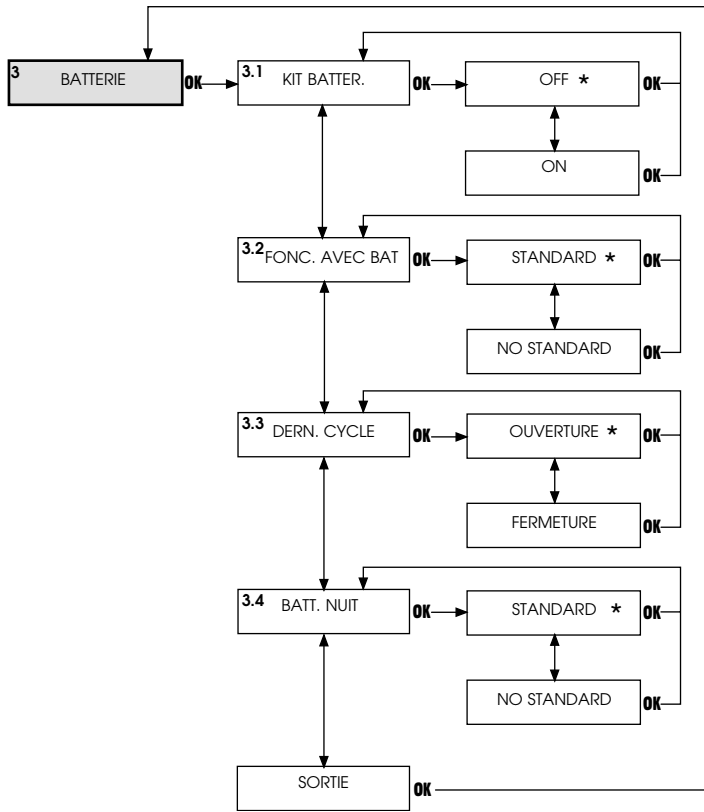 3 BATTERIE OK
3.1 KIT BATTER. OK
OFF * OK
ON OK
3.2 FONC. AVEC BAT OK
STANDARD * OK
NO STANDARD OK
3.3 DERN. CYCLE OK
OUVERTURE * OK
FERMETURE OK
3.4 BATT. NUIT OK
STANDARD * OK
NO STANDARD OK
SORTIE OK